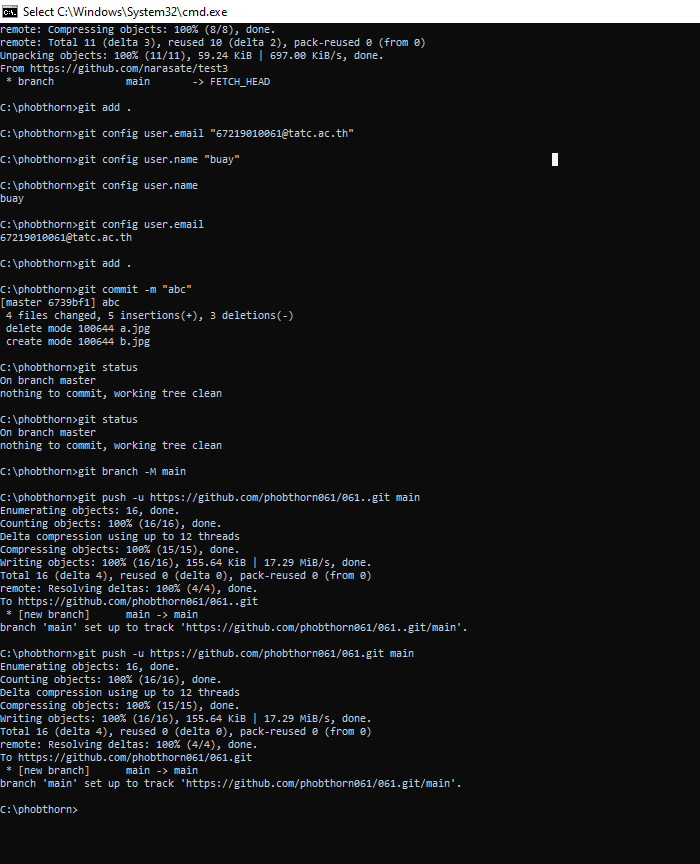 Select C:\Windows\System32\cmd.exe
remote: Compressing objects: 100% (8/8), done.
remote: Total 11 (delta 3), reused 10 (delta 2), pack-reused 0 (from 0)
Unpacking objects: 100% (11/11), 59.24 KiB | 697.00 KiB/s, done.
From https://github.com/narasate/test3
 * branch            main       -> FETCH_HEAD
C:\phobthorn>git add .
C:\phobthorn>git config user.email "67219010061@tatc.ac.th"
C:\phobthorn>git config user.name "buay"
C:\phobthorn>git config user.name
buay
C:\phobthorn>git config user.email
67219010061@tatc.ac.th
C:\phobthorn>git add .
C:\phobthorn>git commit -m "abc"
[master 6739bf1] abc
 4 files changed, 5 insertions(+), 3 deletions(-)
 delete mode 100644 a.jpg
 create mode 100644 b.jpg
C:\phobthorn>git status
On branch master
nothing to commit, working tree clean
C:\phobthorn>git status
On branch master
nothing to commit, working tree clean
C:\phobthorn>git branch -M main
C:\phobthorn>git push -u https://github.com/phobthorn061/061..git main
Enumerating objects: 16, done.
Counting objects: 100% (16/16), done.
Delta compression using up to 12 threads
Compressing objects: 100% (15/15), done.
Writing objects: 100% (16/16), 155.64 KiB | 17.29 MiB/s, done.
Total 16 (delta 4), reused 0 (delta 0), pack-reused 0 (from 0)
remote: Resolving deltas: 100% (4/4), done.
To https://github.com/phobthorn061/061..git
 * [new branch]      main -> main
branch 'main' set up to track 'https://github.com/phobthorn061/061..git/main'.
C:\phobthorn>git push -u https://github.com/phobthorn061/061.git main
Enumerating objects: 16, done.
Counting objects: 100% (16/16), done.
Delta compression using up to 12 threads
Compressing objects: 100% (15/15), done.
Writing objects: 100% (16/16), 155.64 KiB | 17.29 MiB/s, done.
Total 16 (delta 4), reused 0 (delta 0), pack-reused 0 (from 0)
remote: Resolving deltas: 100% (4/4), done.
To https://github.com/phobthorn061/061.git
 * [new branch]      main -> main
branch 'main' set up to track 'https://github.com/phobthorn061/061.git/main'.
C:\phobthorn>